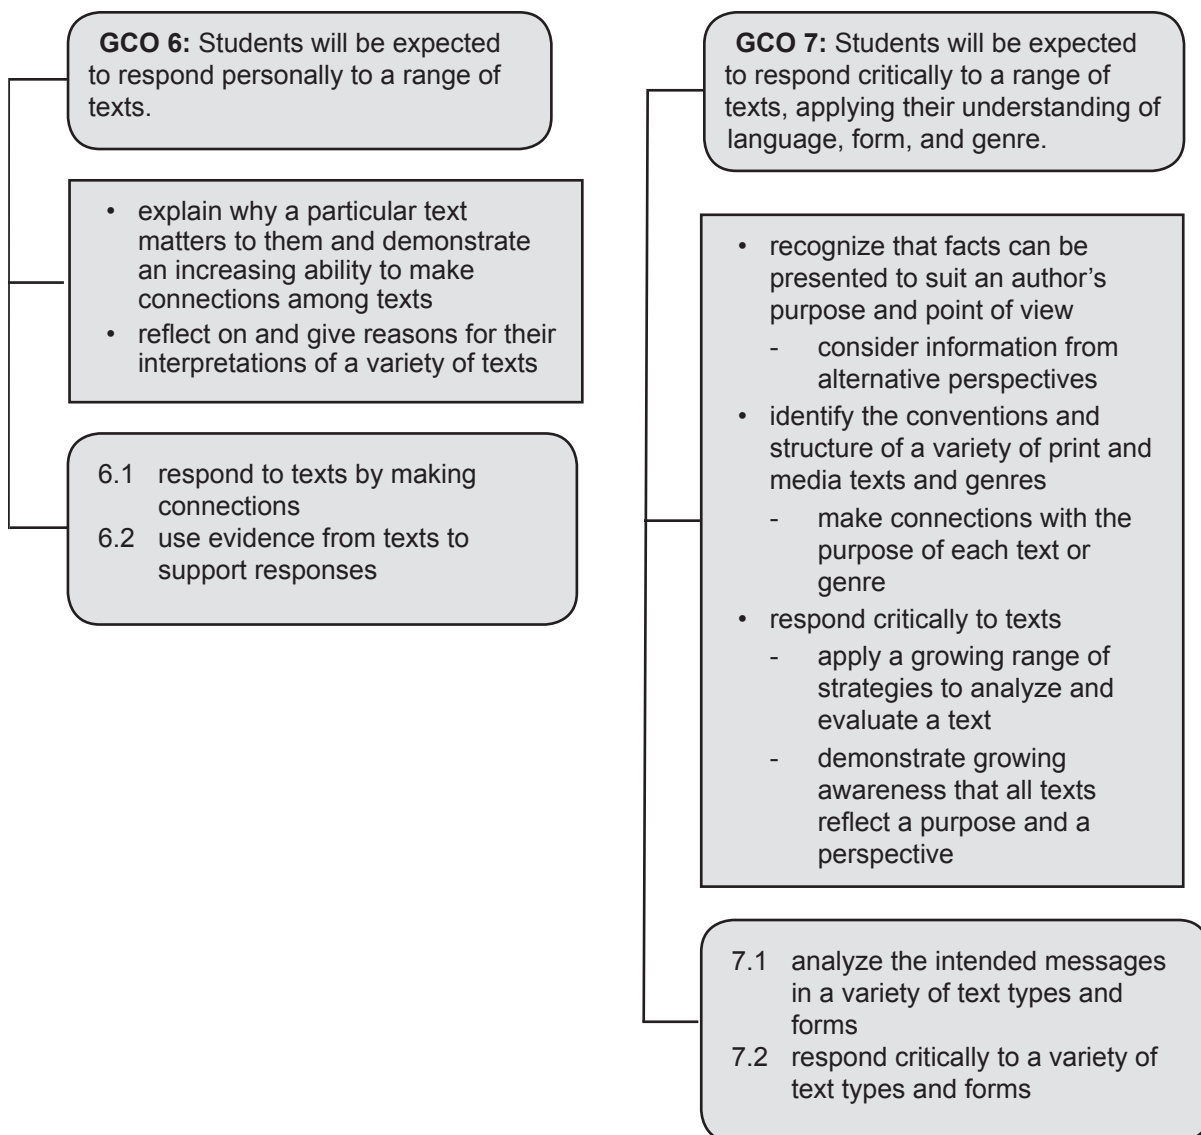 GCO 6: Students will be expected
to respond personally to a range of
texts.
• explain why a particular text
matters to them and demonstrate
an increasing ability to make
connections among texts
• reflect on and give reasons for their
interpretations of a variety of texts
6.1 respond to texts by making
connections
6.2 use evidence from texts to
support responses
GCO 7: Students will be expected
to respond critically to a range of
texts, applying their understanding of
language, form, and genre.
• recognize that facts can be
presented to suit an author’s
purpose and point of view
- consider information from
alternative perspectives
• identify the conventions and
structure of a variety of print and
media texts and genres
- make connections with the
purpose of each text or
genre
• respond critically to texts
- apply a growing range of
strategies to analyze and
evaluate a text
- demonstrate growing
awareness that all texts
reflect a purpose and a
perspective
7.1 analyze the intended messages
in a variety of text types and
forms
7.2 respond critically to a variety of
text types and forms